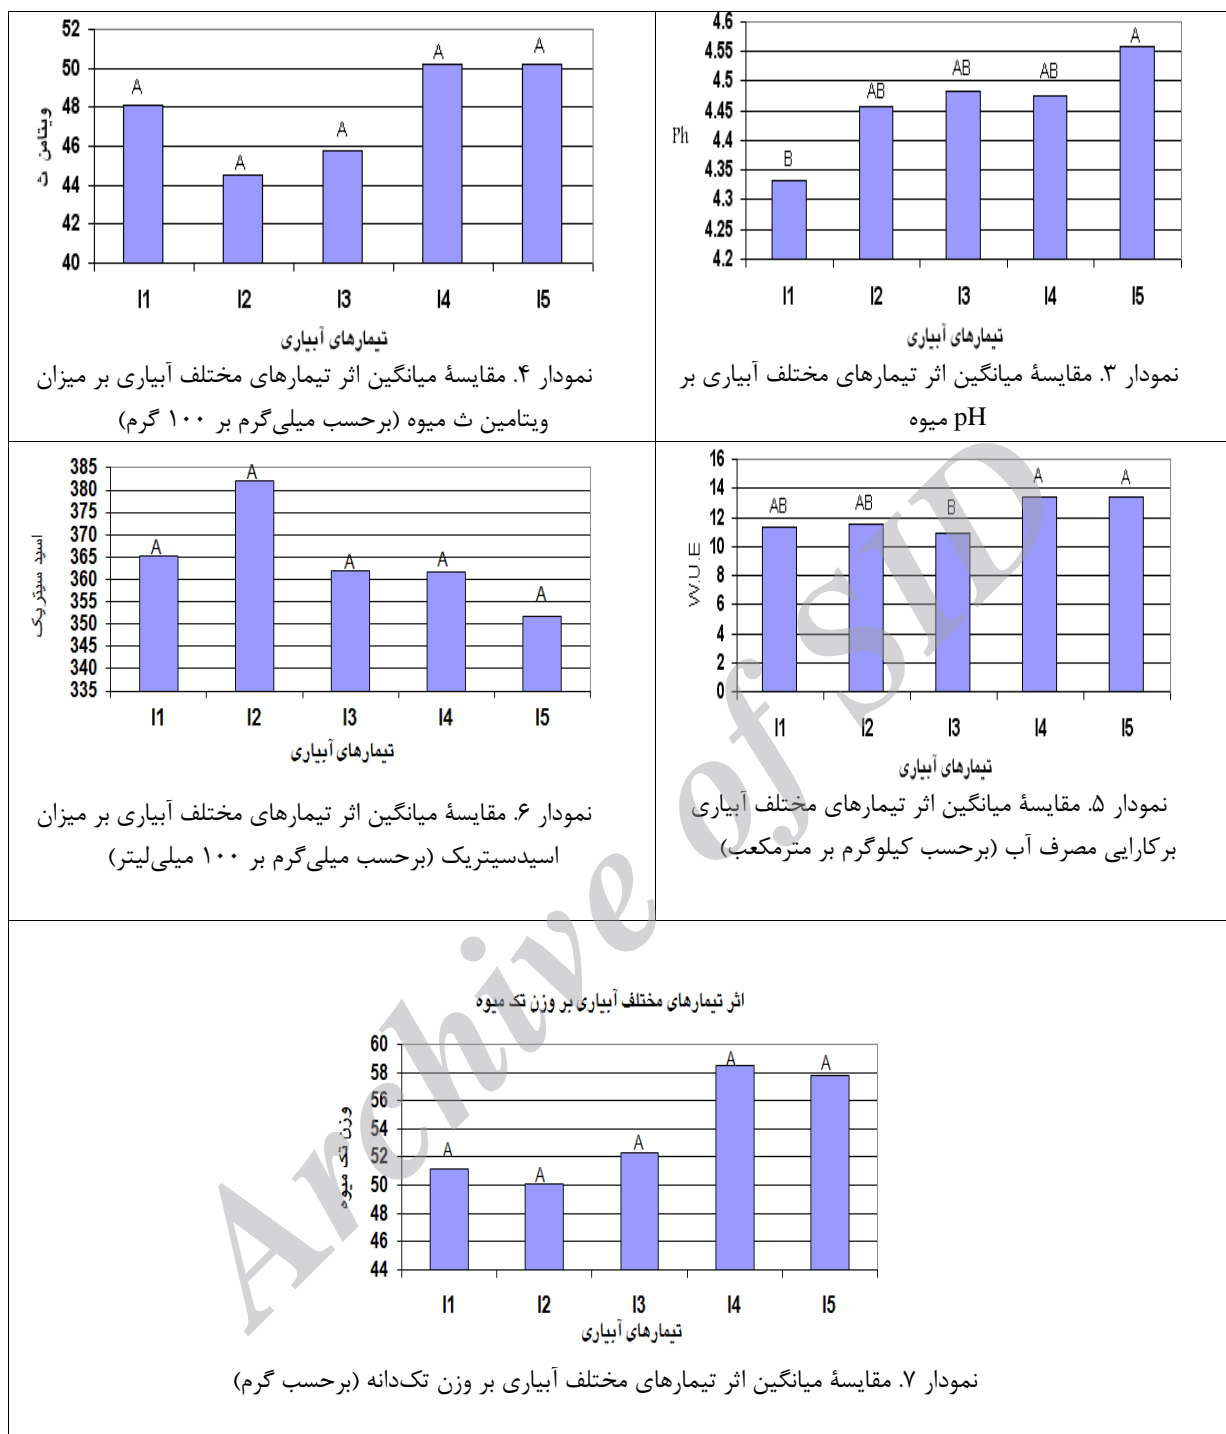 4.6
4.55
4.5
4.45
4.4
4.35
4.3
4.25
4.2
Ph
B
AB
AB
AB
A
I1 I2 I3 I4 I5
تیمارهای آبیاری
نمودار ۳. مقایسهٔ میانگین اثر تیمارهای مختلف آبیاری بر
pH میوه
52
50
48
46
44
42
40
ویتامن ث
A
A
A
A
A
I1 I2 I3 I4 I5
تیمارهای آبیاری
نمودار ۴. مقایسهٔ میانگین اثر تیمارهای مختلف آبیاری بر میزان
ویتامین ث میوه (برحسب میلی‌گرم بر ۱۰۰ گرم)
16
14
12
10
8
6
4
2
0
W.U.E
AB
AB
B
A
A
I1 I2 I3 I4 I5
تیمارهای آبیاری
نمودار ۵. مقایسهٔ میانگین اثر تیمارهای مختلف آبیاری
برکارایی مصرف آب (برحسب کیلوگرم بر مترمکعب)
385
380
375
370
365
360
355
350
345
340
335
اسید سیتریک
A
A
A
A
A
I1 I2 I3 I4 I5
تیمارهای آبیاری
نمودار ۶. مقایسهٔ میانگین اثر تیمارهای مختلف آبیاری بر میزان
اسیدسیتریک (برحسب میلی‌گرم بر ۱۰۰ میلی‌لیتر)
اثر تیمارهای مختلف آبیاری بر وزن تک میوه
60
58
56
54
52
50
48
46
44
وزن تک میوه
A
A
A
A
A
I1 I2 I3 I4 I5
تیمارهای آبیاری
نمودار ۷. مقایسهٔ میانگین اثر تیمارهای مختلف آبیاری بر وزن تک‌دانه (برحسب گرم)
Archive of SID